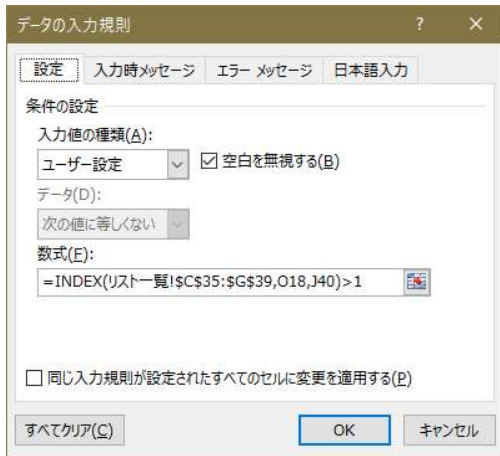 データの入力規則 ? ×
設定 入力時メッセージ エラー メッセージ 日本語入力
条件の設定
入力値の種類(A):
ユーザー設定 空白を無視する(B)
データ(D):
次の値に等しくない
数式(F):
=INDEX(リスト一覧!$C$35:$G$39,O18,J40)>1
同じ入力規則が設定されたすべてのセルに変更を適用する(P)
すべてクリア(C) OK キャンセル